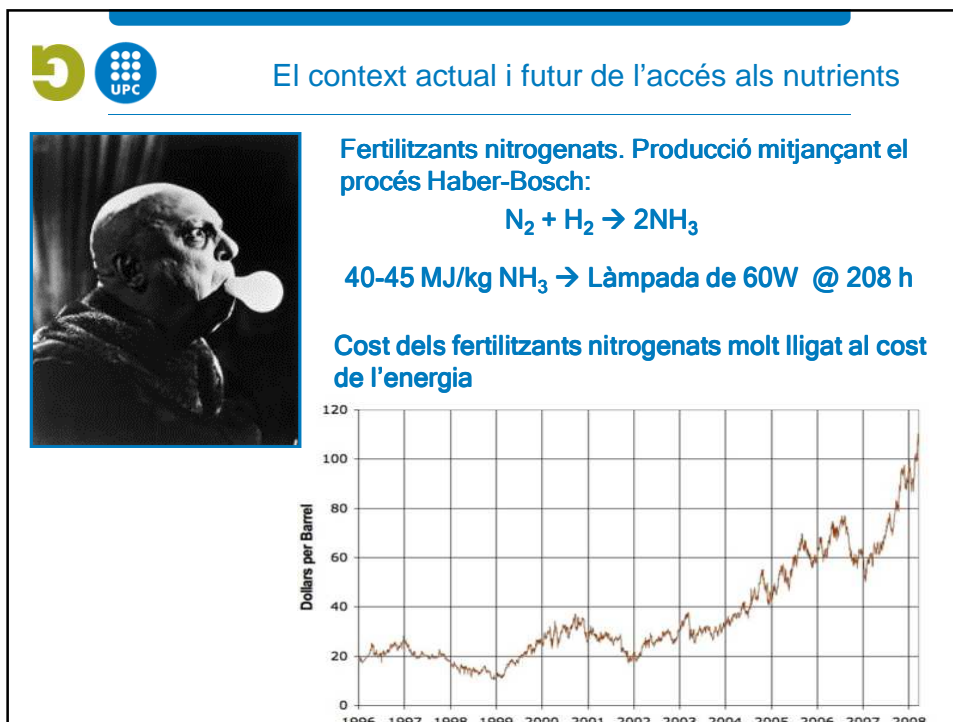 UPC
El context actual i futur de l’accés als nutrients
Fertilitzants nitrogenats. Producció mitjançant el
procés Haber-Bosch:
N₂ + H₂ → 2NH₃
40-45 MJ/kg NH₃ → Làmpada de 60W @ 208 h
Cost dels fertilitzants nitrogenats molt lligat al cost
de l’energia
120
100
80
60
40
20
0
Dollars per Barrel
1996 1997 1998 1999 2000 2001 2002 2003 2004 2005 2006 2007 2008